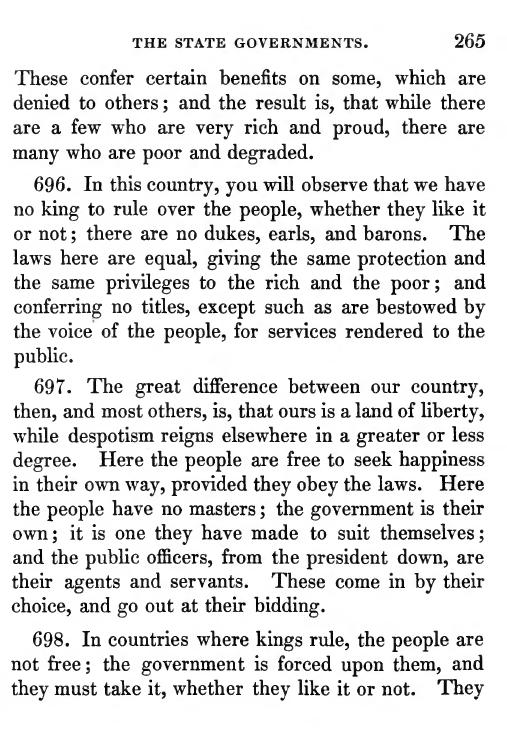 THE STATE GOVERNMENTS. 265
These confer certain benefits on some, which are
denied to others; and the result is, that while there
are a few who are very rich and proud, there are
many who are poor and degraded.
696. In this country, you will observe that we have
no king to rule over the people, whether they like it
or not; there are no dukes, earls, and barons. The
laws here are equal, giving the same protection and
the same privileges to the rich and the poor; and
conferring no titles, except such as are bestowed by
the voice of the people, for services rendered to the
public.
697. The great difference between our country,
then, and most others, is, that ours is a land of liberty,
while despotism reigns elsewhere in a greater or less
degree. Here the people are free to seek happiness
in their own way, provided they obey the laws. Here
the people have no masters; the government is their
own; it is one they have made to suit themselves;
and the public officers, from the president down, are
their agents and servants. These come in by their
choice, and go out at their bidding.
698. In countries where kings rule, the people are
not free; the government is forced upon them, and
they must take it, whether they like it or not. They